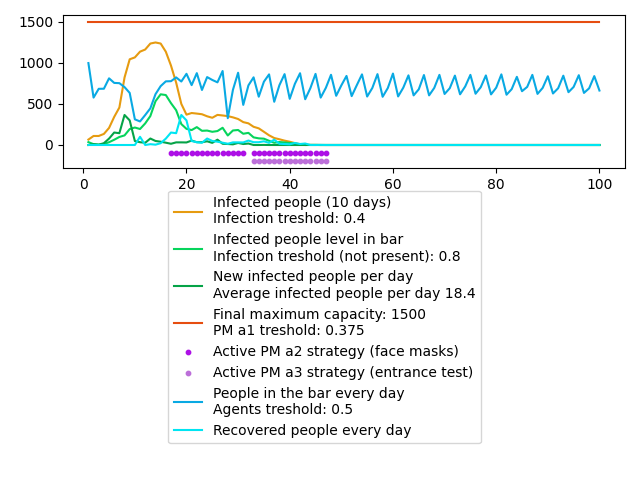 1500
1000
500
0
0 20 40 60 80 100
Infected people (10 days)
Infection treshold: 0.4
Infected people level in bar
Infection treshold (not present): 0.8
New infected people per day
Average infected people per day 18.4
Final maximum capacity: 1500
PM a1 treshold: 0.375
Active PM a2 strategy (face masks)
Active PM a3 strategy (entrance test)
People in the bar every day
Agents treshold: 0.5
Recovered people every day